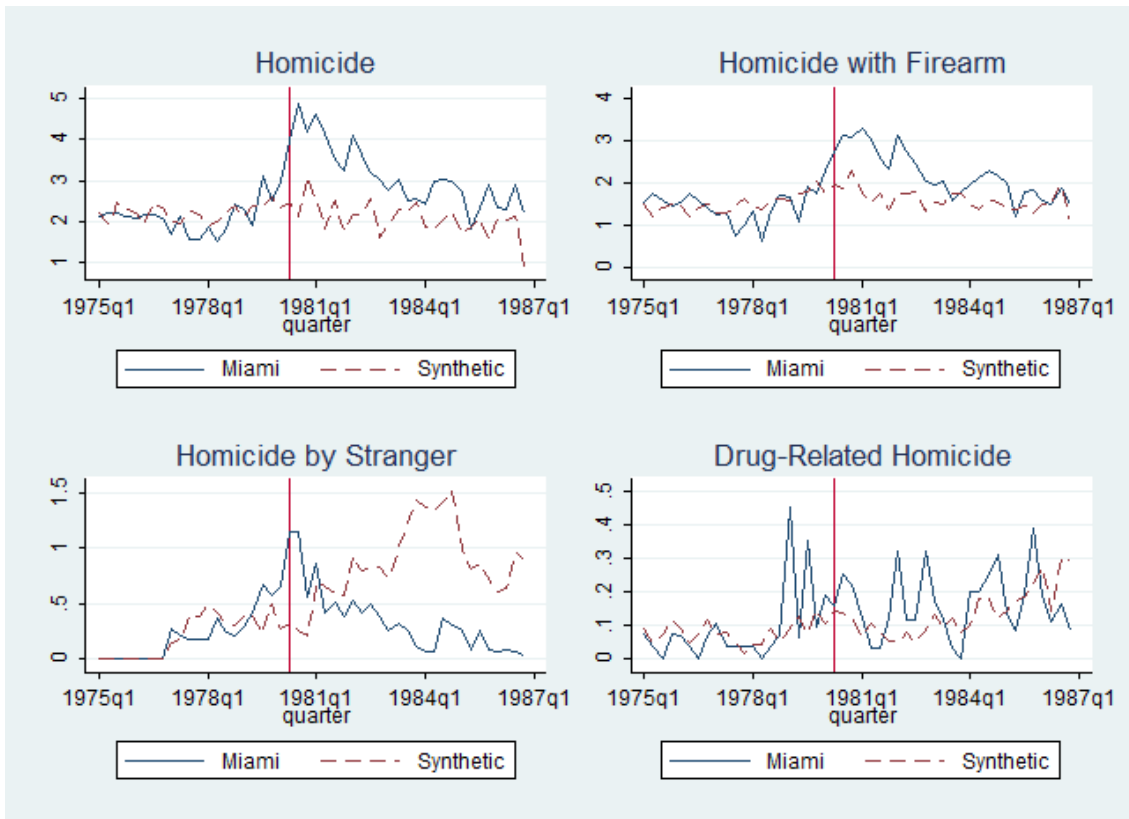 Homicide
5
4
3
2
1
1975q1 1978q1 1981q1 1984q1 1987q1
quarter
Miami Synthetic
Homicide with Firearm
4
3
2
1
0
1975q1 1978q1 1981q1 1984q1 1987q1
quarter
Miami Synthetic
Homicide by Stranger
1.5
1
.5
0
1975q1 1978q1 1981q1 1984q1 1987q1
quarter
Miami Synthetic
Drug-Related Homicide
.5
.4
.3
.2
.1
0
1975q1 1978q1 1981q1 1984q1 1987q1
quarter
Miami Synthetic